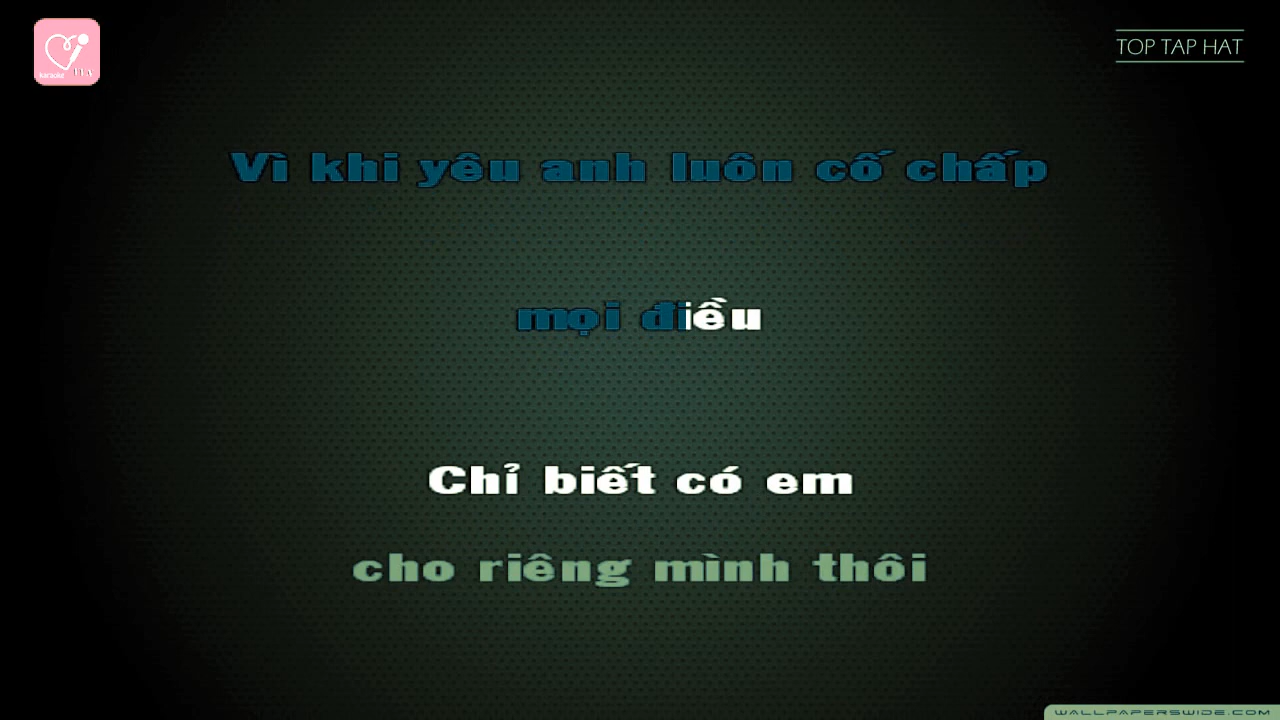 karaoke
TOP TAP HAT
Vì khi yêu anh luôn cố chấp
mọi điều
Chỉ biết có em
cho riêng mình thôi
WALLPAPERSWIDE.COM